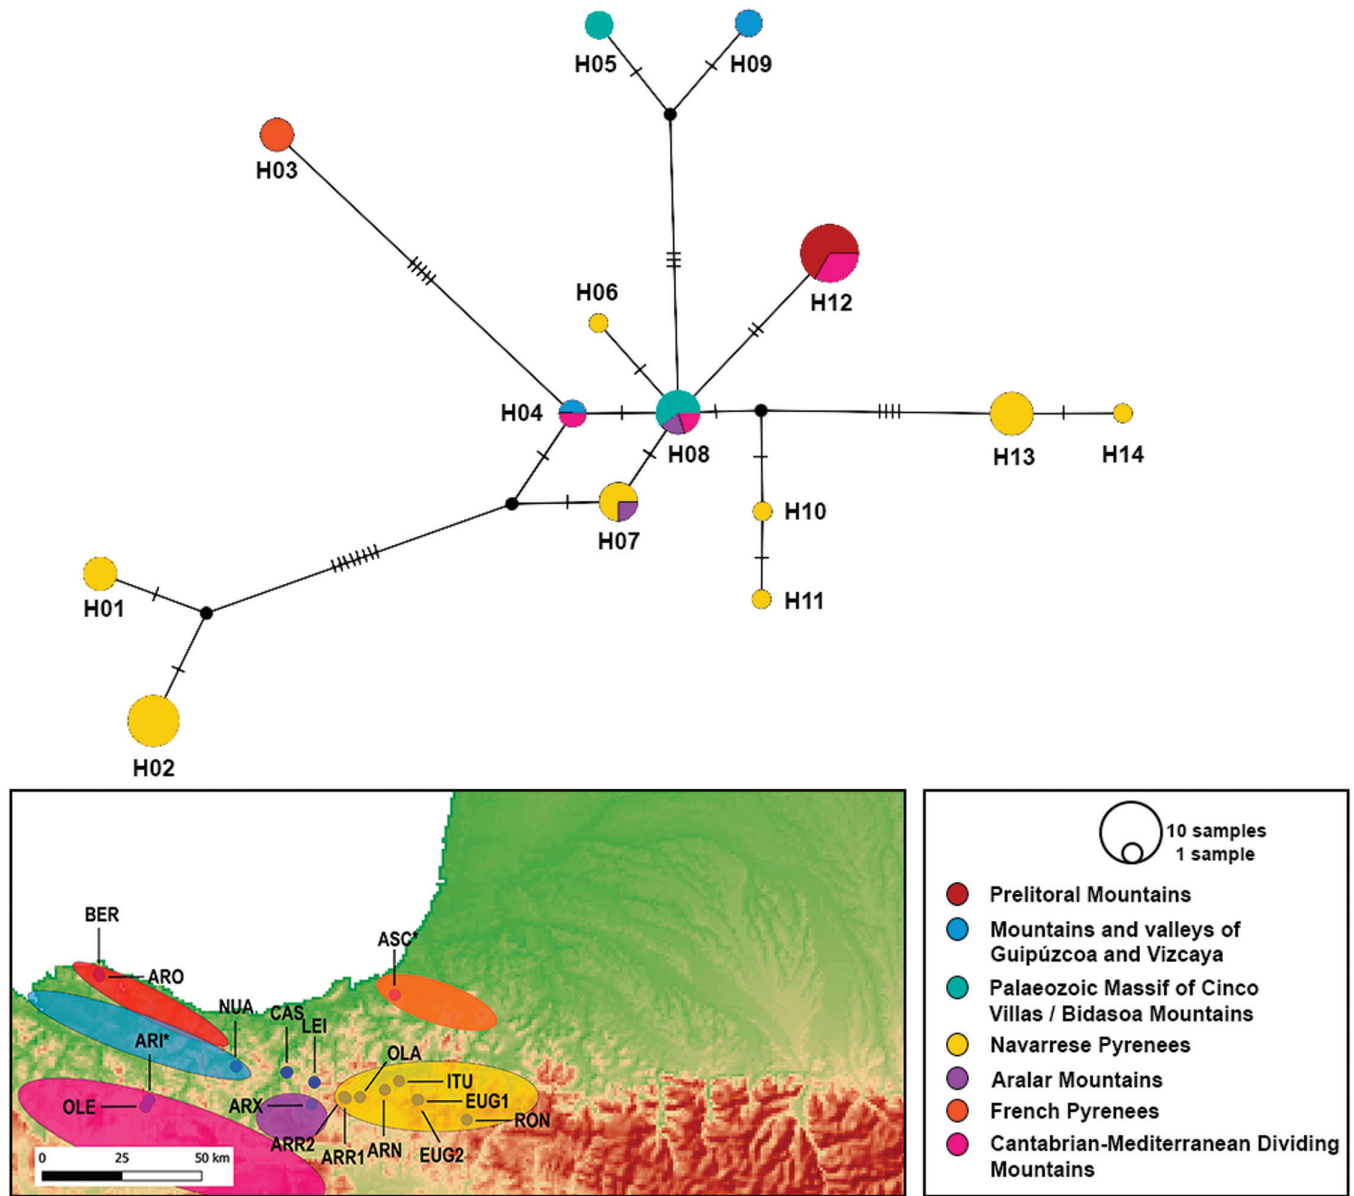 H05
H09
H03
H12
H06
H04
H08
H13
H14
H10
H07
H11
H01
H02
10 samples
1 sample
Prelitoral Mountains
Mountains and valleys of
Guipúzcoa and Vizcaya
Palaeozoic Massif of Cinco
Villas / Bidasoa Mountains
Navarrese Pyrenees
Aralar Mountains
French Pyrenees
Cantabrian-Mediterranean Dividing
Mountains
BER
ASC*
ARO
NUA
CAS
LEI
ARI*
OLA
ITU
EUG1
OLE
ARX
RON
ARR2
ARR1
ARN
EUG2
0 25 50 km